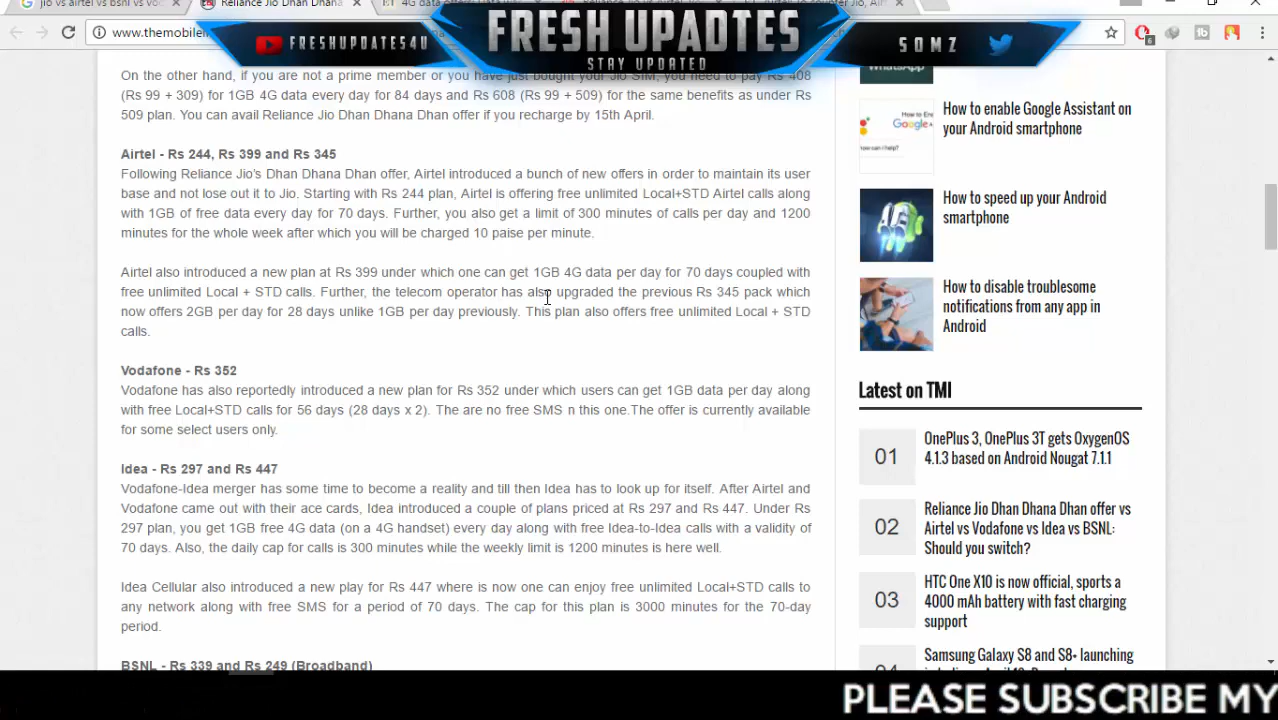 jio vs airtel vs bsnl vs voc
Reliance Jio Dhan Dhana
4G data offers: Data wa
FRESH UPADTES
STAY UPDATED
FRESHUPDATES4U
SOMZ
www.themobilei
6
On the other hand, if you are not a prime member or you have just bought your Jio SIM, you need to pay Rs 408
(Rs 99 + 309) for 1GB 4G data every day for 84 days and Rs 608 (Rs 99 + 509) for the same benefits as under Rs
509 plan. You can avail Reliance Jio Dhan Dhana Dhan offer if you recharge by 15th April.
Airtel - Rs 244, Rs 399 and Rs 345
Following Reliance Jio's Dhan Dhana Dhan offer, Airtel introduced a bunch of new offers in order to maintain its user
base and not lose out it to Jio. Starting with Rs 244 plan, Airtel is offering free unlimited Local+STD Airtel calls along
with 1GB of free data every day for 70 days. Further, you also get a limit of 300 minutes of calls per day and 1200
minutes for the whole week after which you will be charged 10 paise per minute.
Airtel also introduced a new plan at Rs 399 under which one can get 1GB 4G data per day for 70 days coupled with
free unlimited Local + STD calls. Further, the telecom operator has also upgraded the previous Rs 345 pack which
now offers 2GB per day for 28 days unlike 1GB per day previously. This plan also offers free unlimited Local + STD
calls.
Vodafone - Rs 352
Vodafone has also reportedly introduced a new plan for Rs 352 under which users can get 1GB data per day along
with free Local+STD calls for 56 days (28 days x 2). The are no free SMS n this one.The offer is currently available
for some select users only.
Idea - Rs 297 and Rs 447
Vodafone-Idea merger has some time to become a reality and till then Idea has to look up for itself. After Airtel and
Vodafone came out with their ace cards, Idea introduced a couple of plans priced at Rs 297 and Rs 447. Under Rs
297 plan, you get 1GB free 4G data (on a 4G handset) every day along with free Idea-to-Idea calls with a validity of
70 days. Also, the daily cap for calls is 300 minutes while the weekly limit is 1200 minutes is here well.
Idea Cellular also introduced a new play for Rs 447 where is now one can enjoy free unlimited Local+STD calls to
any network along with free SMS for a period of 70 days. The cap for this plan is 3000 minutes for the 70-day
period.
BSNL - Rs 339 and Rs 249 (Broadband)
WhatsApp
How to enable Google Assistant on
your Android smartphone
How to speed up your Android
smartphone
How to disable troublesome
notifications from any app in
Android
Latest on TMI
01
OnePlus 3, OnePlus 3T gets OxygenOS
4.1.3 based on Android Nougat 7.1.1
02
Reliance Jio Dhan Dhana Dhan offer vs
Airtel vs Vodafone vs Idea vs BSNL:
Should you switch?
03
HTC One X10 is now official, sports a
4000 mAh battery with fast charging
support
04
Samsung Galaxy S8 and S8+ launching
PLEASE SUBSCRIBE MY